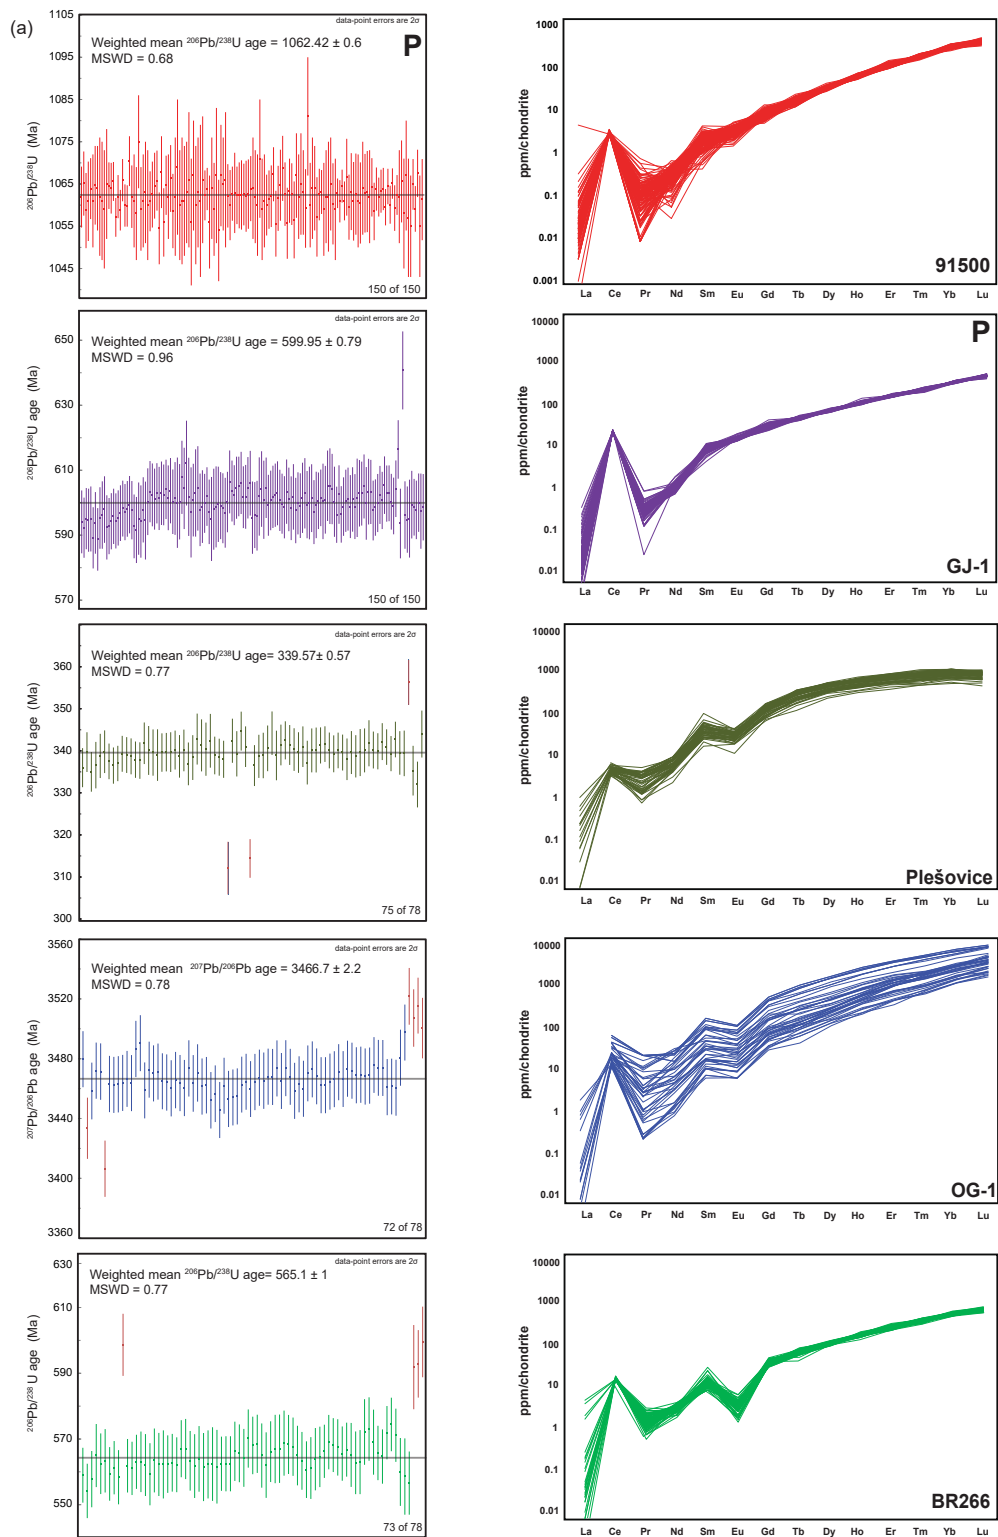 (a)
data-point errors are 2σ
Weighted mean ²⁰⁶Pb/²³⁸U age = 1062.42 ± 0.6
MSWD = 0.68
P
²⁰⁶Pb/²³⁸U (Ma)
1105
1095
1085
1075
1065
1055
1045
150 of 150
ppm/chondrite
1000
100
10
1
0.1
0.01
0.001
91500
La Ce Pr Nd Sm Eu Gd Tb Dy Ho Er Tm Yb Lu
data-point errors are 2σ
Weighted mean ²⁰⁶Pb/²³⁸U age = 599.95 ± 0.79
MSWD = 0.96
²⁰⁶Pb/²³⁸U age (Ma)
650
630
610
590
570
150 of 150
P
ppm/chondrite
10000
1000
100
10
1
0.1
0.01
GJ-1
La Ce Pr Nd Sm Eu Gd Tb Dy Ho Er Tm Yb Lu
data-point errors are 2σ
Weighted mean ²⁰⁶Pb/²³⁸U age= 339.57± 0.57
MSWD = 0.77
²⁰⁶Pb/²³⁸U age (Ma)
360
350
340
330
320
310
300
75 of 78
ppm/chondrite
10000
1000
100
10
1
0.1
0.01
Plešovice
La Ce Pr Nd Sm Eu Gd Tb Dy Ho Er Tm Yb Lu
data-point errors are 2σ
Weighted mean ²⁰⁷Pb/²⁰⁶Pb age = 3466.7 ± 2.2
MSWD = 0.78
²⁰⁷Pb/²⁰⁶Pb age (Ma)
3560
3520
3480
3440
3400
3360
72 of 78
ppm/chondrite
10000
1000
100
10
1
0.1
0.01
OG-1
La Ce Pr Nd Sm Eu Gd Tb Dy Ho Er Tm Yb Lu
data-point errors are 2σ
Weighted mean ²⁰⁶Pb/²³⁸U age= 565.1 ± 1
MSWD = 0.77
²⁰⁶Pb/²³⁸U age (Ma)
630
610
590
570
550
73 of 78
ppm/chondrite
10000
1000
100
10
1
0.1
0.01
BR266
La Ce Pr Nd Sm Eu Gd Tb Dy Ho Er Tm Yb Lu